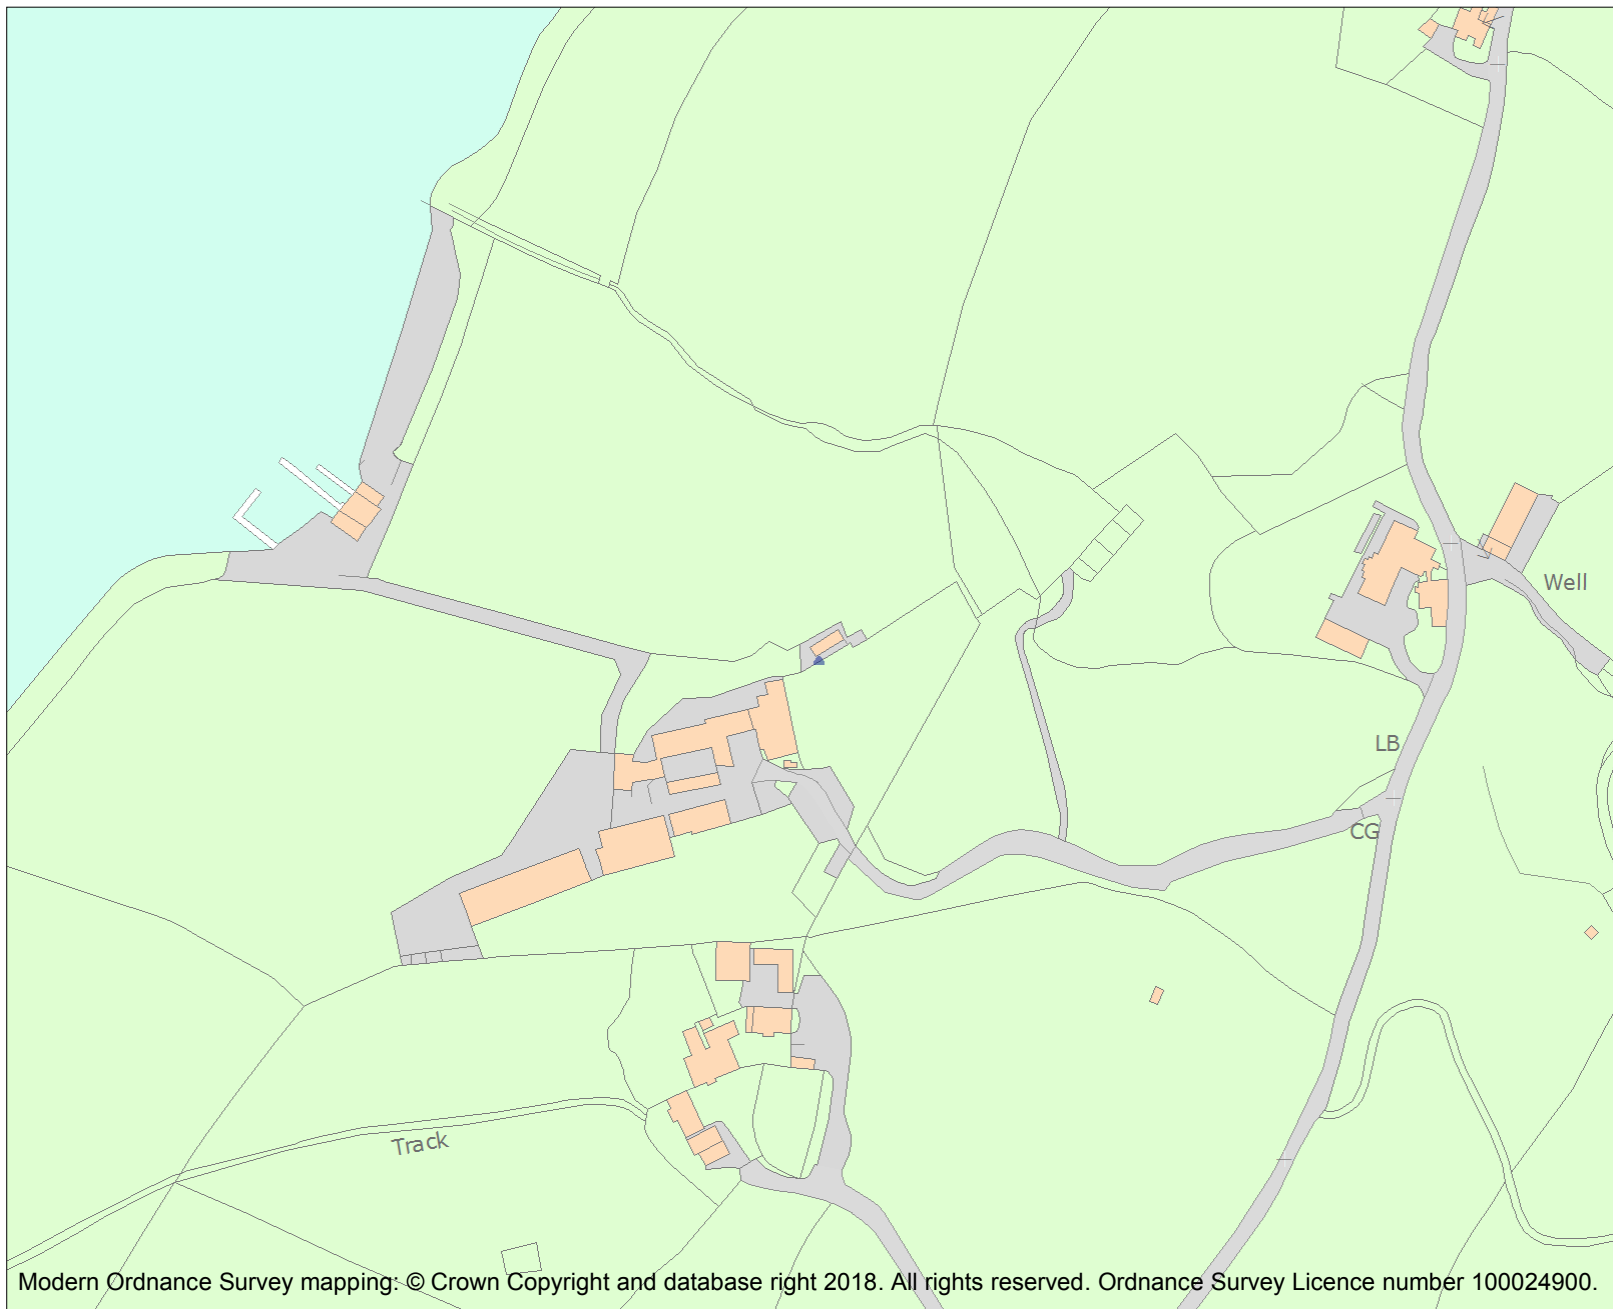 Well
LB
CG
Track
Modern Ordnance Survey mapping: © Crown Copyright and database right 2018. All rights reserved. Ordnance Survey Licence number 100024900.